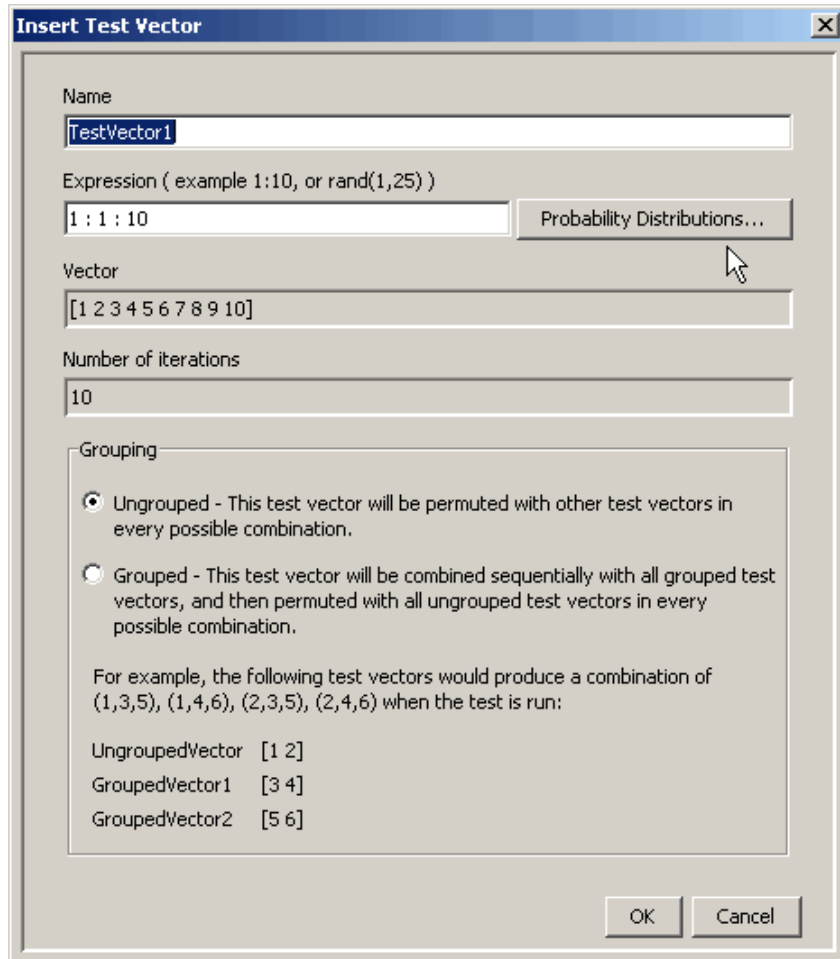 Insert Test Vector
Name
TestVector1
Expression ( example 1:10, or rand(1,25) )
1 : 1 : 10
Probability Distributions...
Vector
[1 2 3 4 5 6 7 8 9 10]
Number of iterations
10
Grouping
Ungrouped - This test vector will be permuted with other test vectors in
every possible combination.
Grouped - This test vector will be combined sequentially with all grouped test
vectors, and then permuted with all ungrouped test vectors in every
possible combination.
For example, the following test vectors would produce a combination of
(1,3,5), (1,4,6), (2,3,5), (2,4,6) when the test is run:
UngroupedVector [1 2]
GroupedVector1 [3 4]
GroupedVector2 [5 6]
OK Cancel